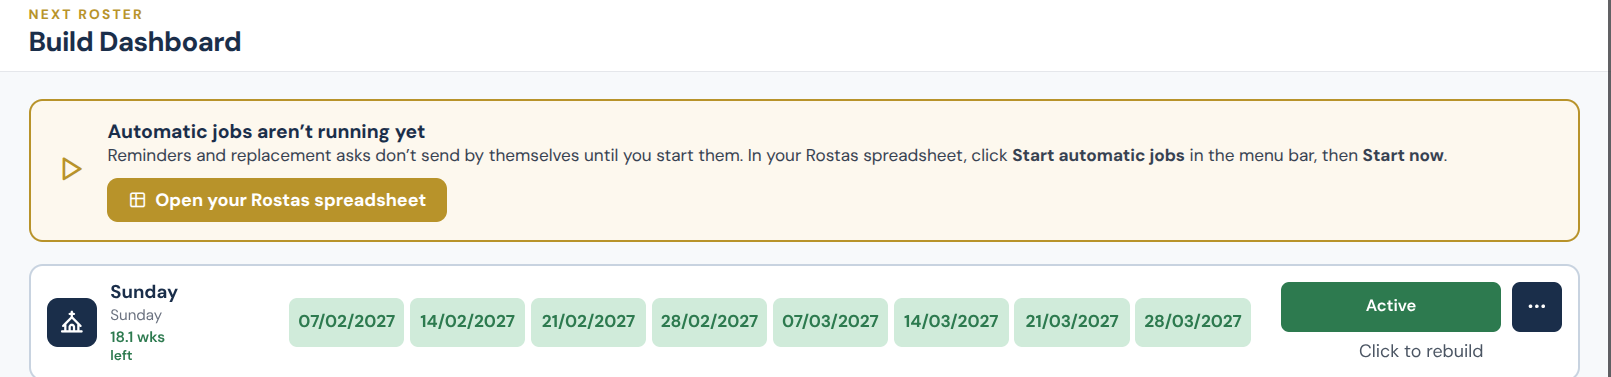 NEXT ROSTER
Build Dashboard
Automatic jobs aren’t running yet
Reminders and replacement asks don’t send by themselves until you start them. In your Rostas spreadsheet, click Start automatic jobs in the menu bar, then Start now.
Open your Rostas spreadsheet
Sunday
Sunday
18.1 wks
left
07/02/2027 14/02/2027 21/02/2027 28/02/2027 07/03/2027 14/03/2027 21/03/2027 28/03/2027
Active
Click to rebuild